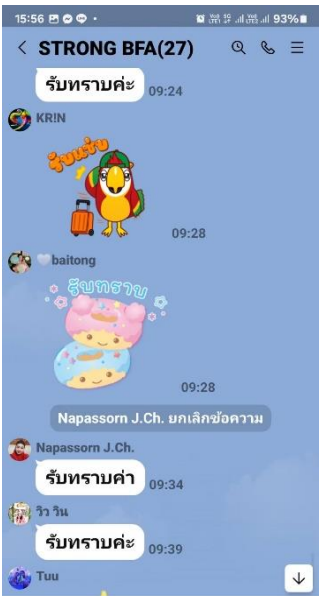 15:56
93%
STRONG BFA(27)
รับทราบค่ะ
09:24
KR!N
รับแซ่บ
09:28
baitong
รับทราบ
09:28
Napassorn J.Ch. ยกเลิกข้อความ
Napassorn J.Ch.
รับทราบค่า
09:34
วิว วิน
รับทราบค่ะ
09:39
Tuu